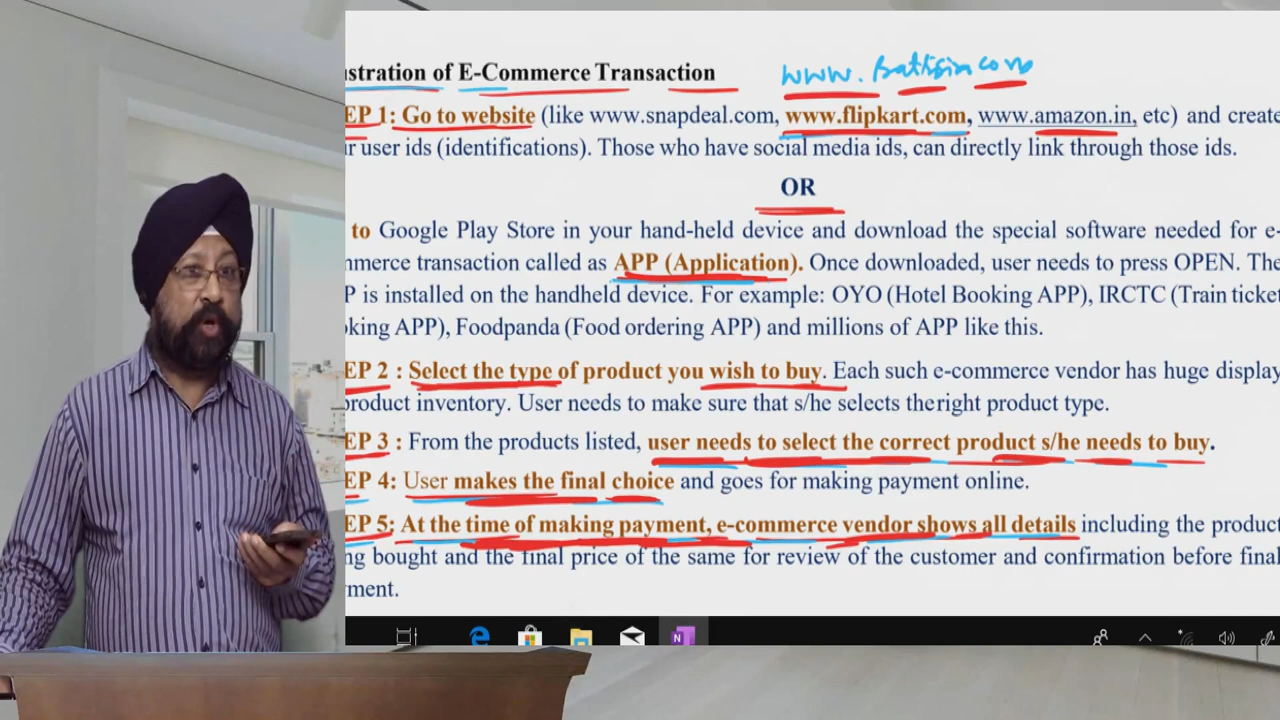 stration of E-Commerce Transaction
EP 1: Go to website (like www.snapdeal.com, www.flipkart.com, www.amazon.in, etc) and create
r user ids (identifications). Those who have social media ids, can directly link through those ids.
OR
to Google Play Store in your hand-held device and download the special software needed for e-
mmerce transaction called as APP (Application). Once downloaded, user needs to press OPEN. The
P is installed on the handheld device. For example: OYO (Hotel Booking APP), IRCTC (Train ticket
king APP), Foodpanda (Food ordering APP) and millions of APP like this.
EP 2 : Select the type of product you wish to buy. Each such e-commerce vendor has huge display
product inventory. User needs to make sure that s/he selects theright product type.
EP 3 : From the products listed, user needs to select the correct product s/he needs to buy.
EP 4: User makes the final choice and goes for making payment online.
EP 5: At the time of making payment, e-commerce vendor shows all details including the product
ng bought and the final price of the same for review of the customer and confirmation before final
ment.